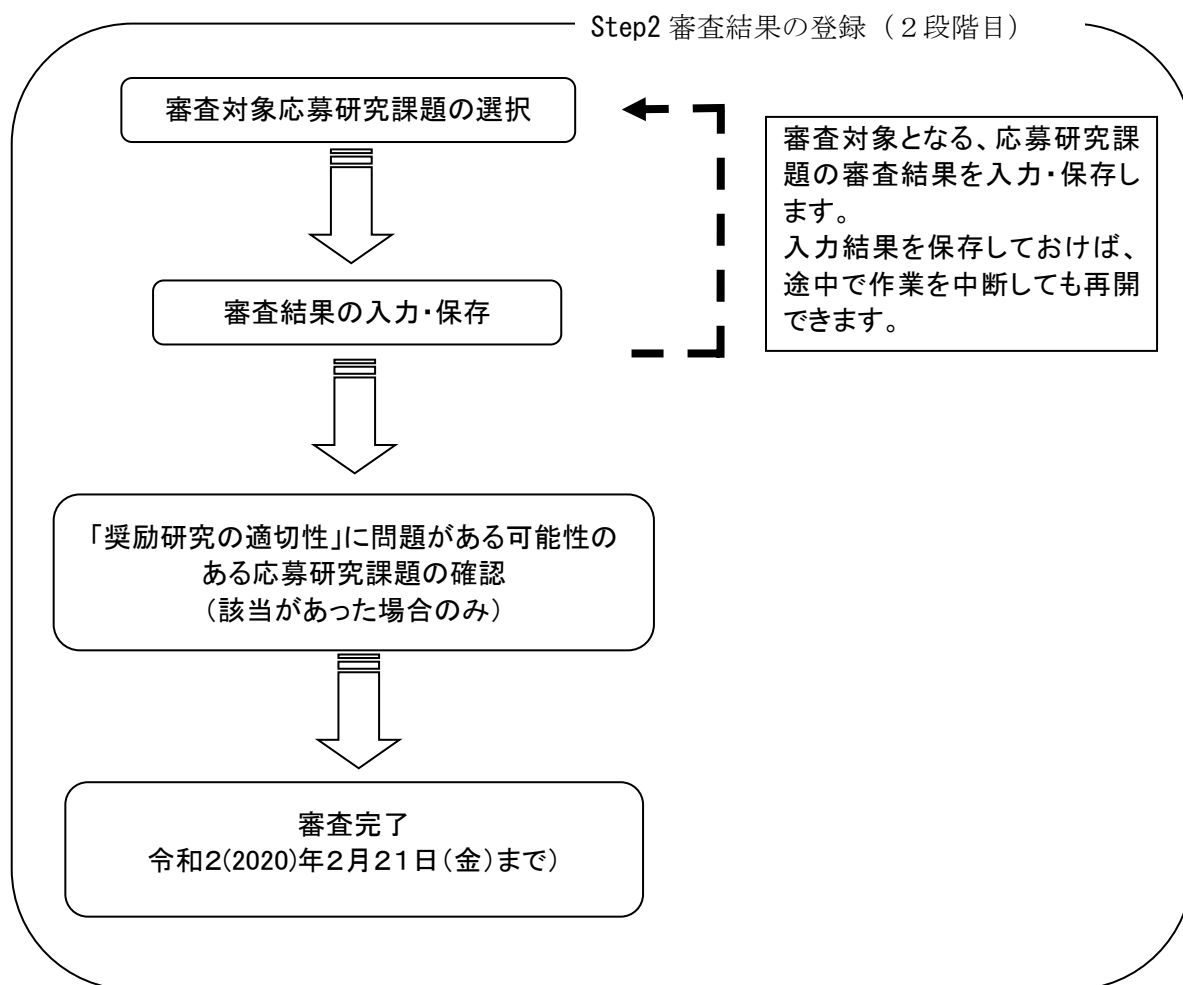 Step2 審査結果の登録（２段階目）
審査対象応募研究課題の選択
審査対象となる、応募研究課
題の審査結果を入力・保存し
ます。
入力結果を保存しておけば、
途中で作業を中断しても再開
できます。
審査結果の入力・保存
「奨励研究の適切性」に問題がある可能性の
ある応募研究課題の確認
（該当があった場合のみ）
審査完了
令和２(2020)年２月２１日（金）まで）